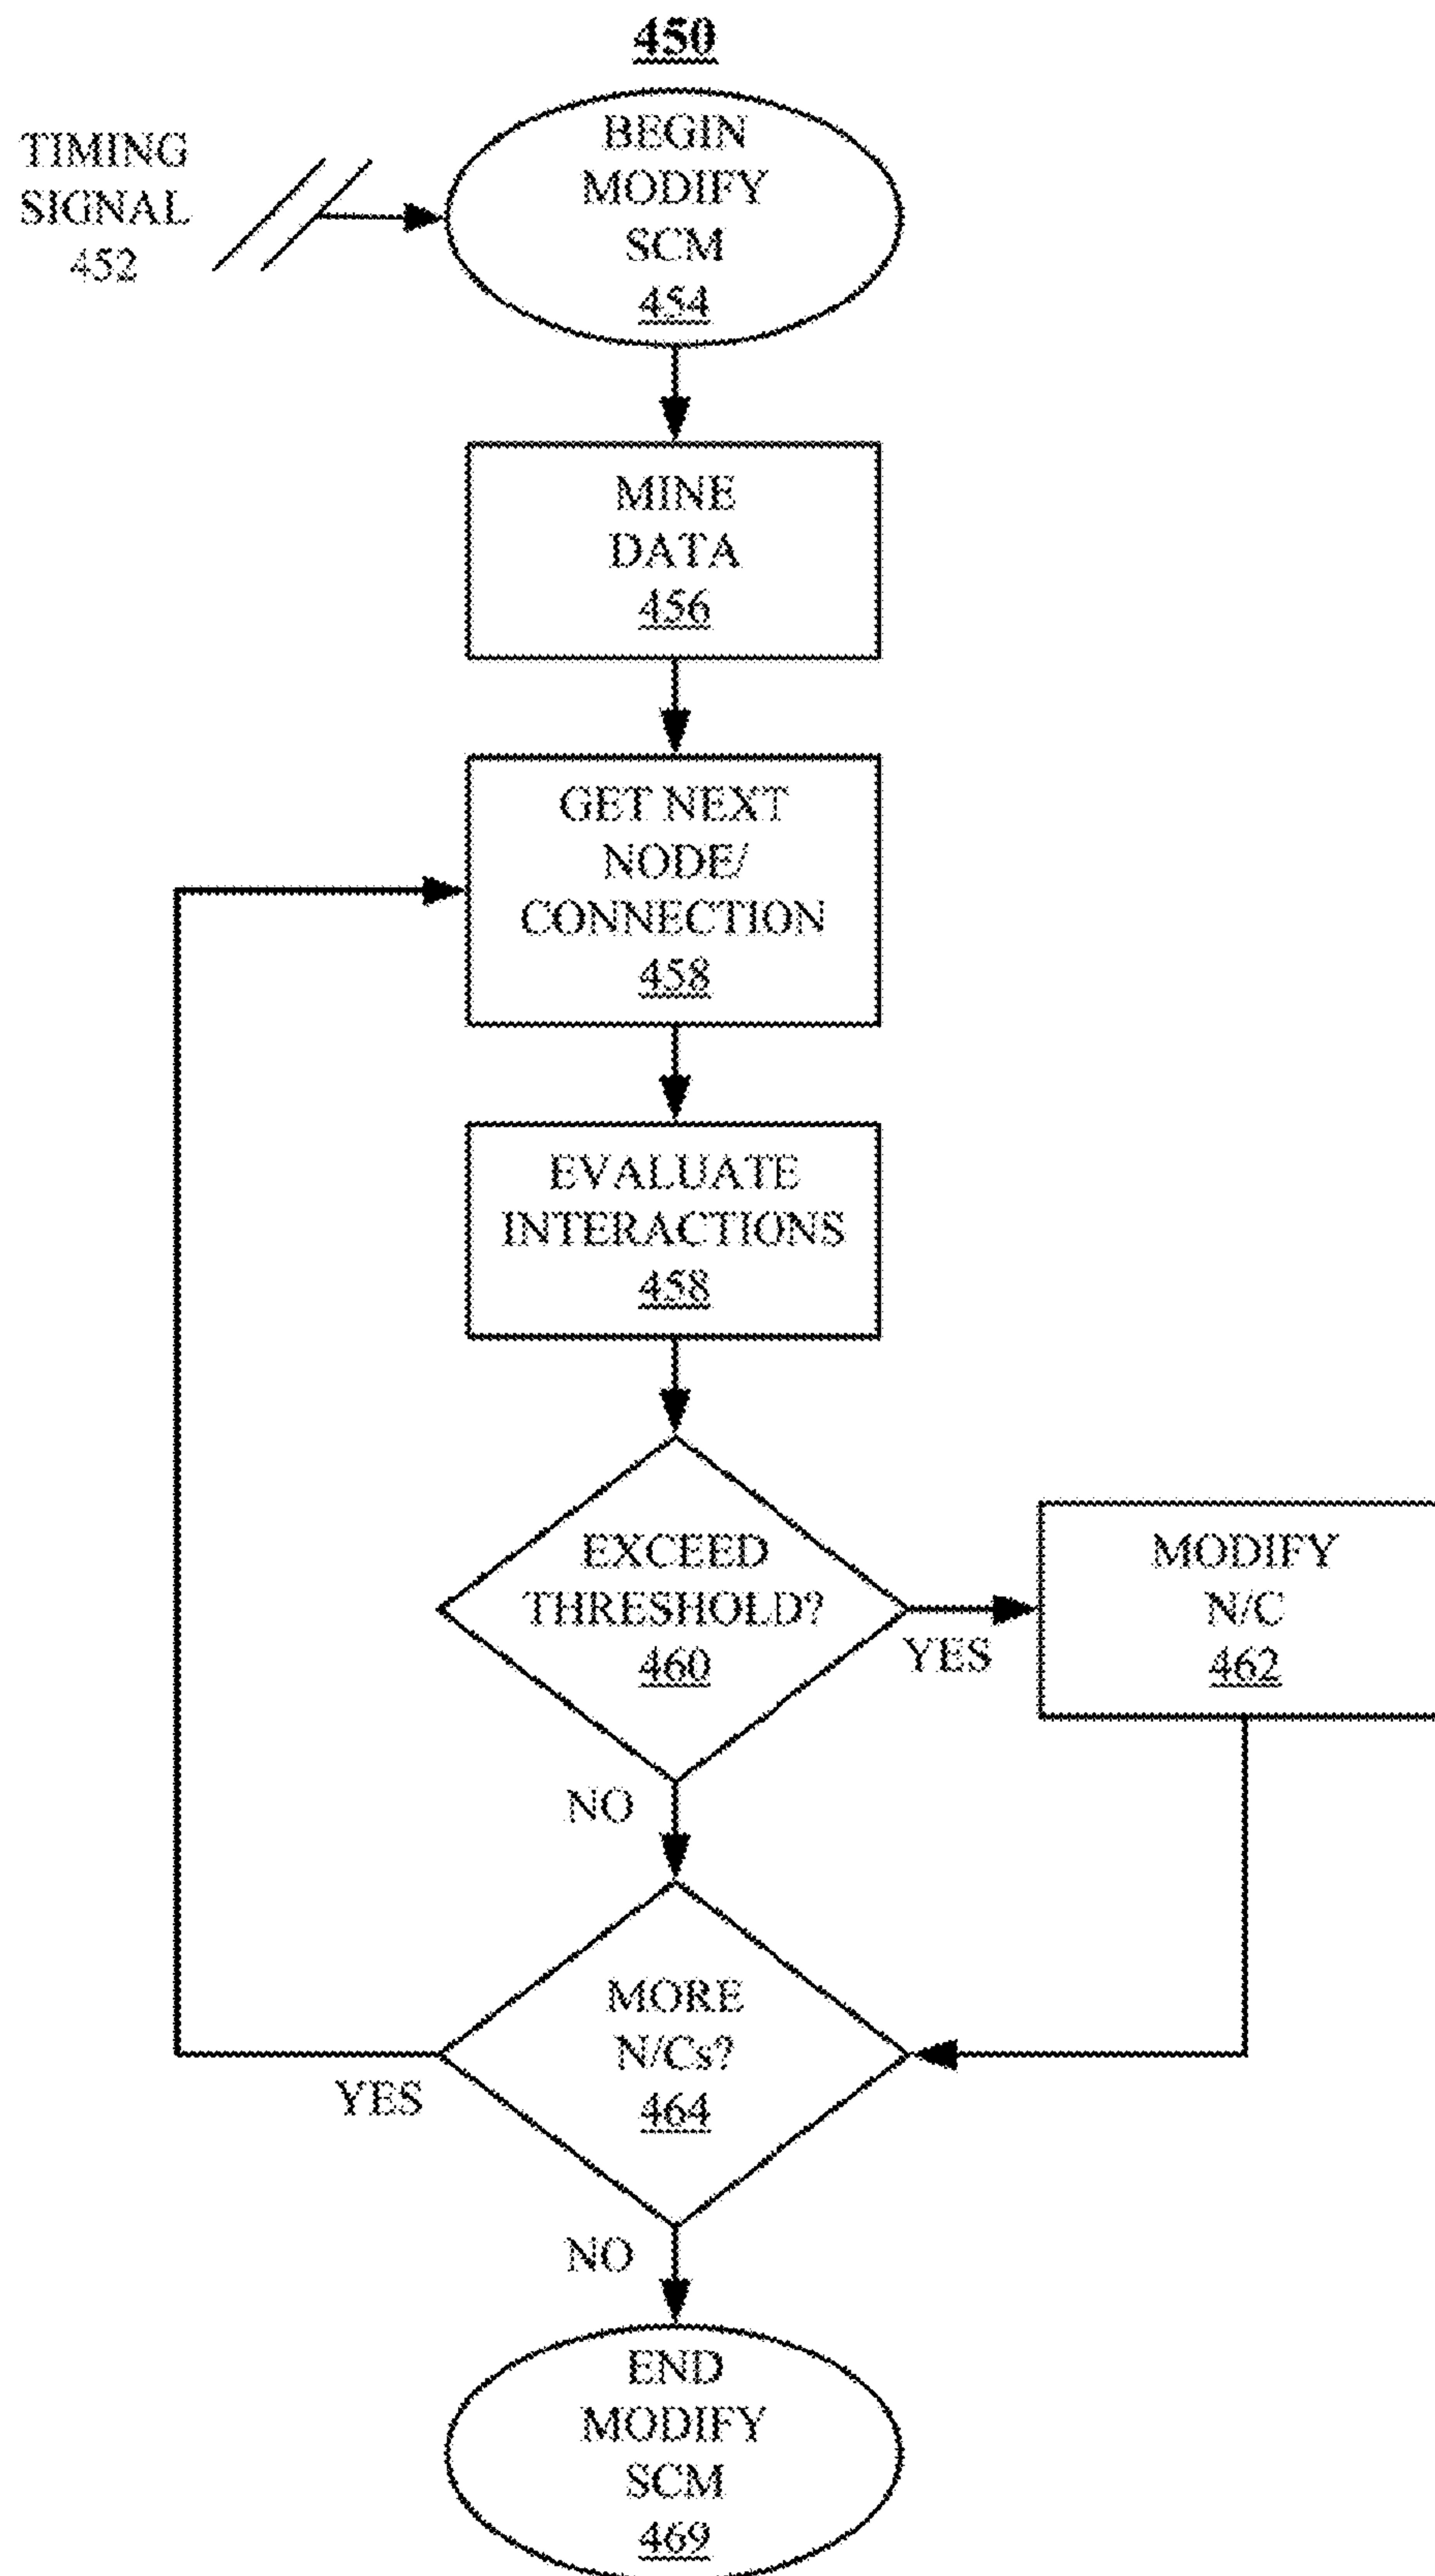 450
TIMING
SIGNAL
452
BEGIN
MODIFY
SCM
454
MINE
DATA
456
GET NEXT
NODE/
CONNECTION
458
EVALUATE
INTERACTIONS
458
EXCEED
THRESHOLD?
460
YES
MODIFY
N/C
462
NO
MORE
N/Cs?
464
YES
NO
END
MODIFY
SCM
469